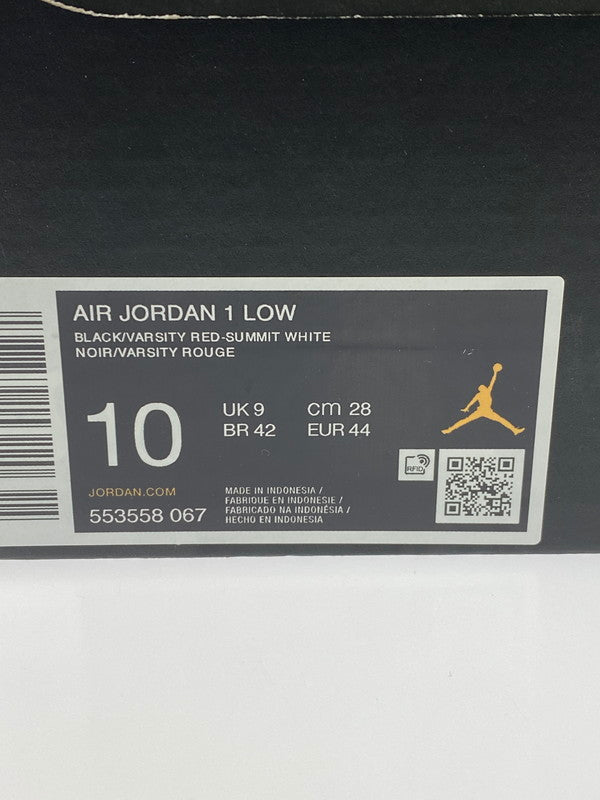 AIR JORDAN 1 LOW
BLACK/VARSITY RED-SUMMIT WHITE
NOIR/VARSITY ROUGE
10
UK 9 cm 28
BR 42 EUR 44
RFID
JORDAN.COM
553558 067
MADE IN INDONESIA /
FABRIQUE EN INDONESIE /
FABRICADO NA INDONÉSIA /
HECHO EN INDONESIA